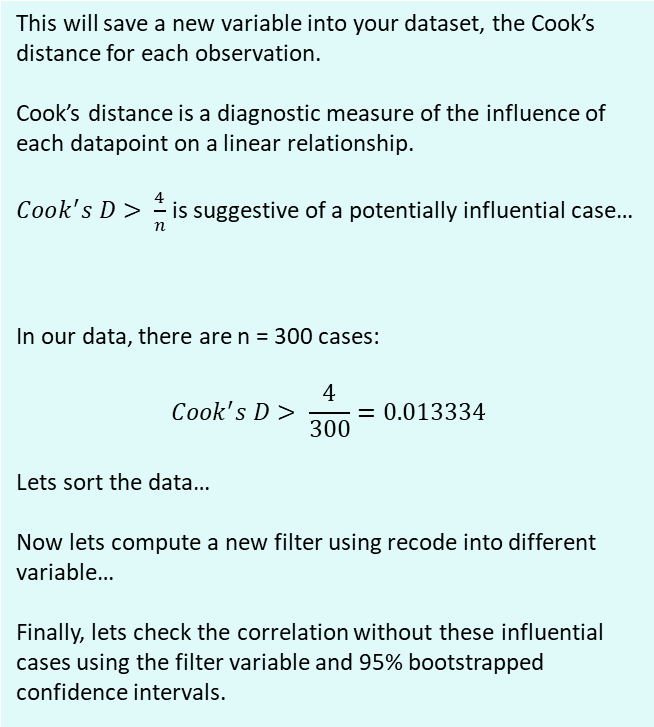 This will save a new variable into your dataset, the Cook’s
distance for each observation.
Cook’s distance is a diagnostic measure of the influence of
each datapoint on a linear relationship.
Cook's D > 4/n is suggestive of a potentially influential case…
In our data, there are n = 300 cases:
Cook's D > 4/300 = 0.013334
Lets sort the data…
Now lets compute a new filter using recode into different
variable…
Finally, lets check the correlation without these influential
cases using the filter variable and 95% bootstrapped
confidence intervals.